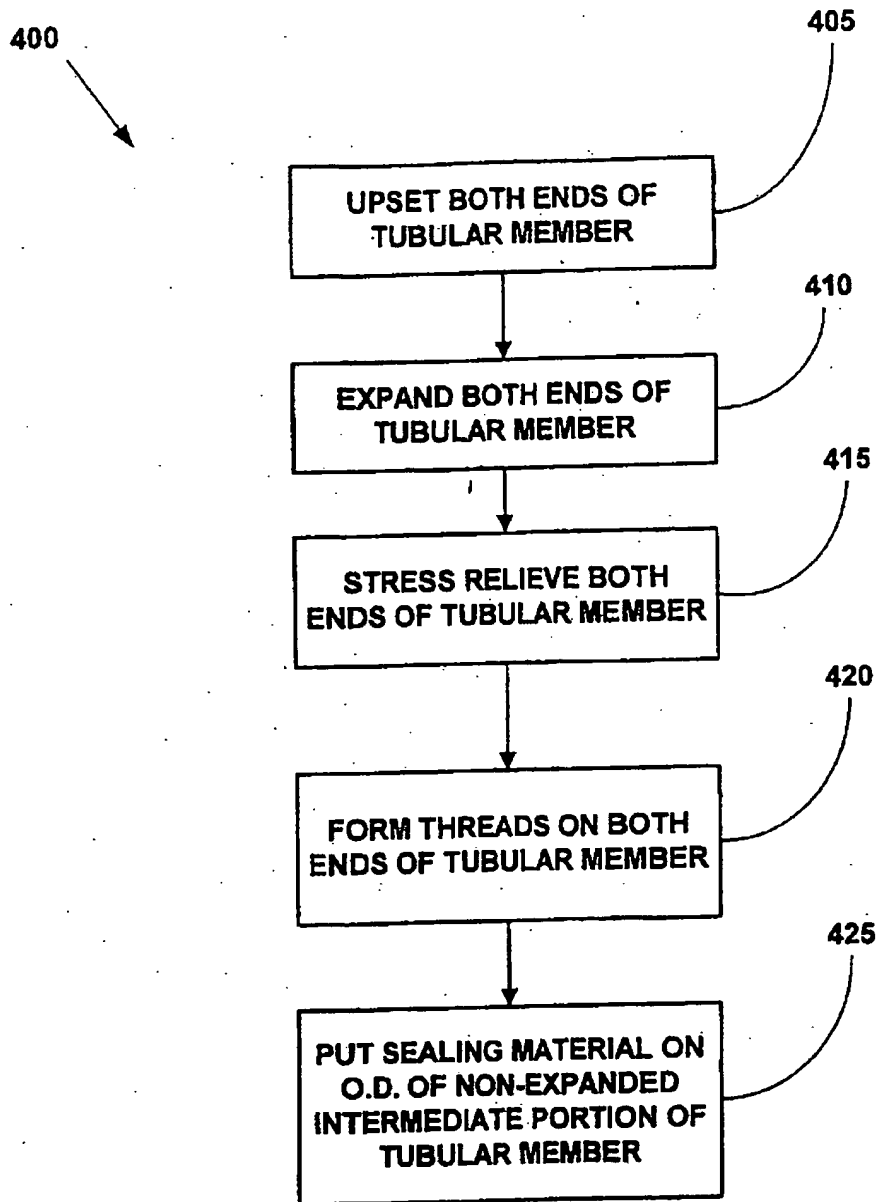 400
405
UPSET BOTH ENDS OF
TUBULAR MEMBER
410
EXPAND BOTH ENDS OF
TUBULAR MEMBER
415
STRESS RELIEVE BOTH
ENDS OF TUBULAR MEMBER
420
FORM THREADS ON BOTH
ENDS OF TUBULAR MEMBER
425
PUT SEALING MATERIAL ON
O.D. OF NON-EXPANDED
INTERMEDIATE PORTION OF
TUBULAR MEMBER